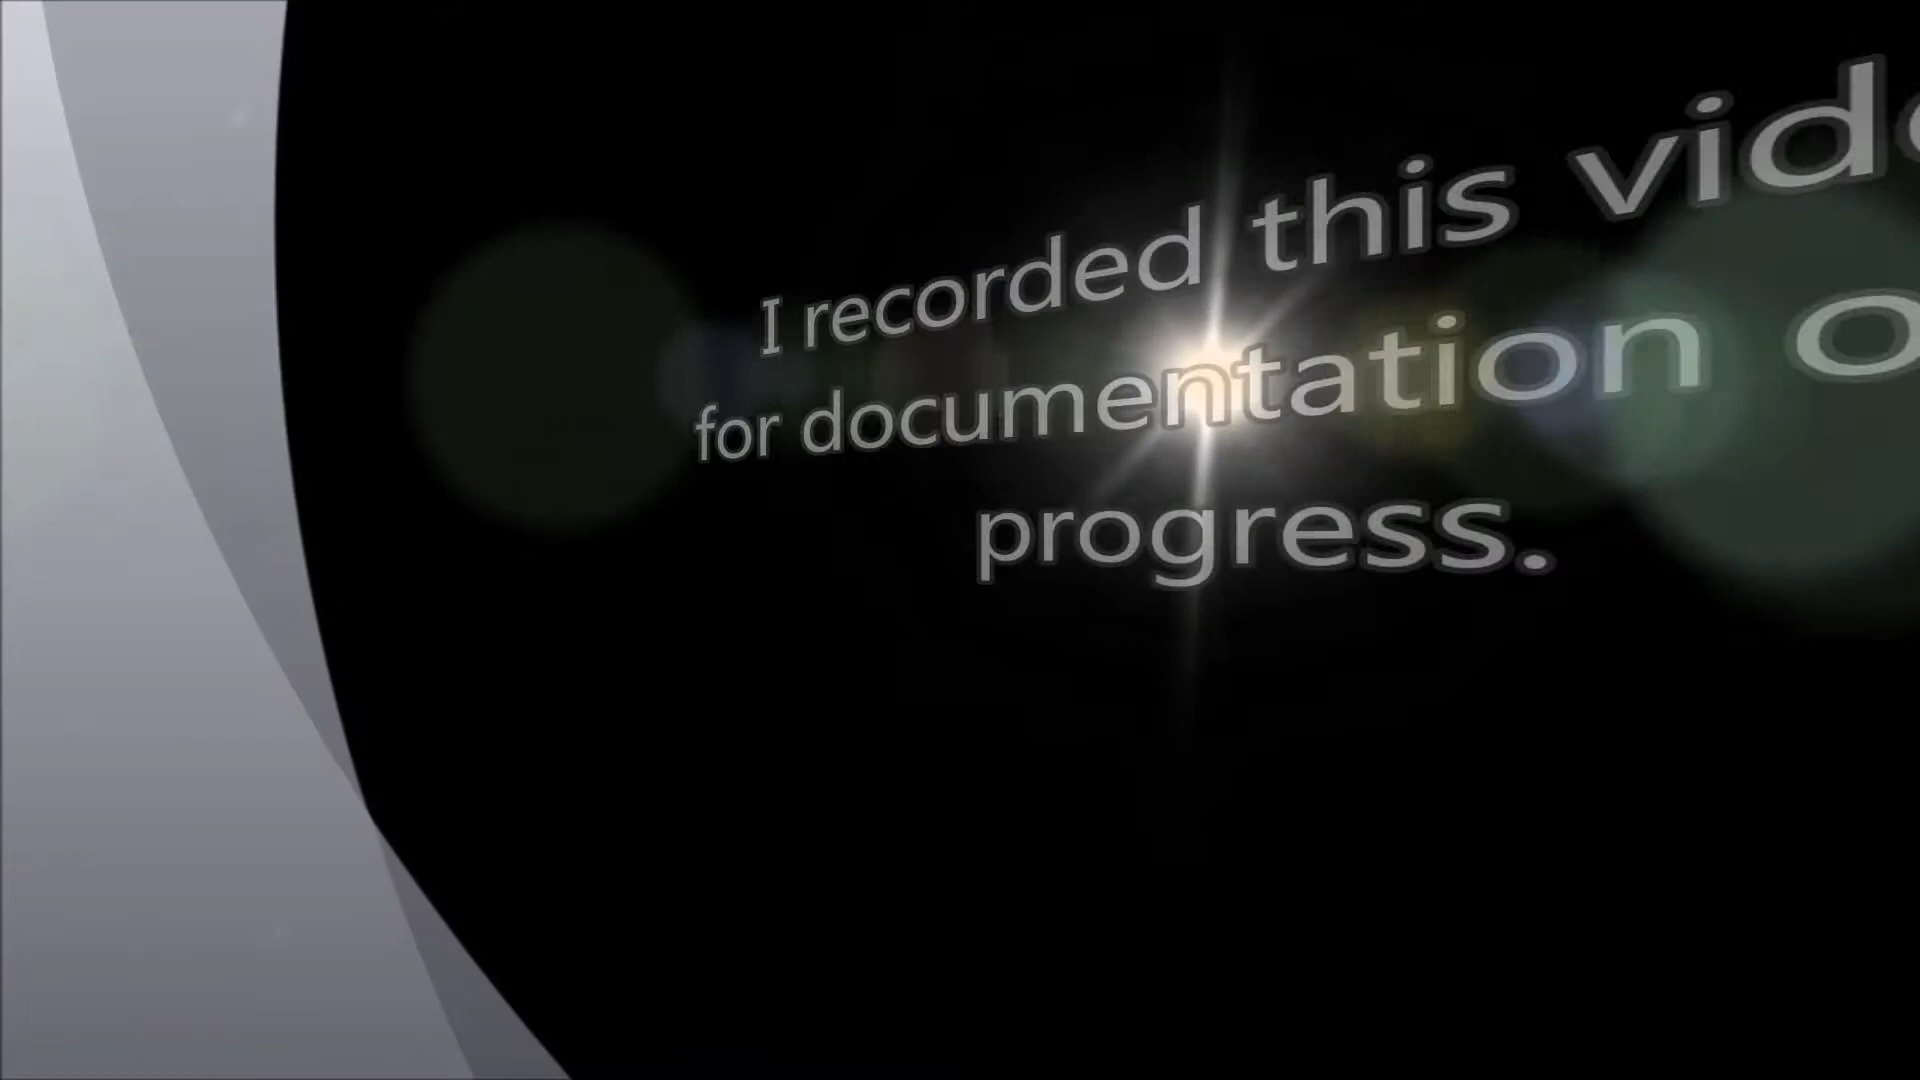 I recorded this vid
for documentation o
progress.